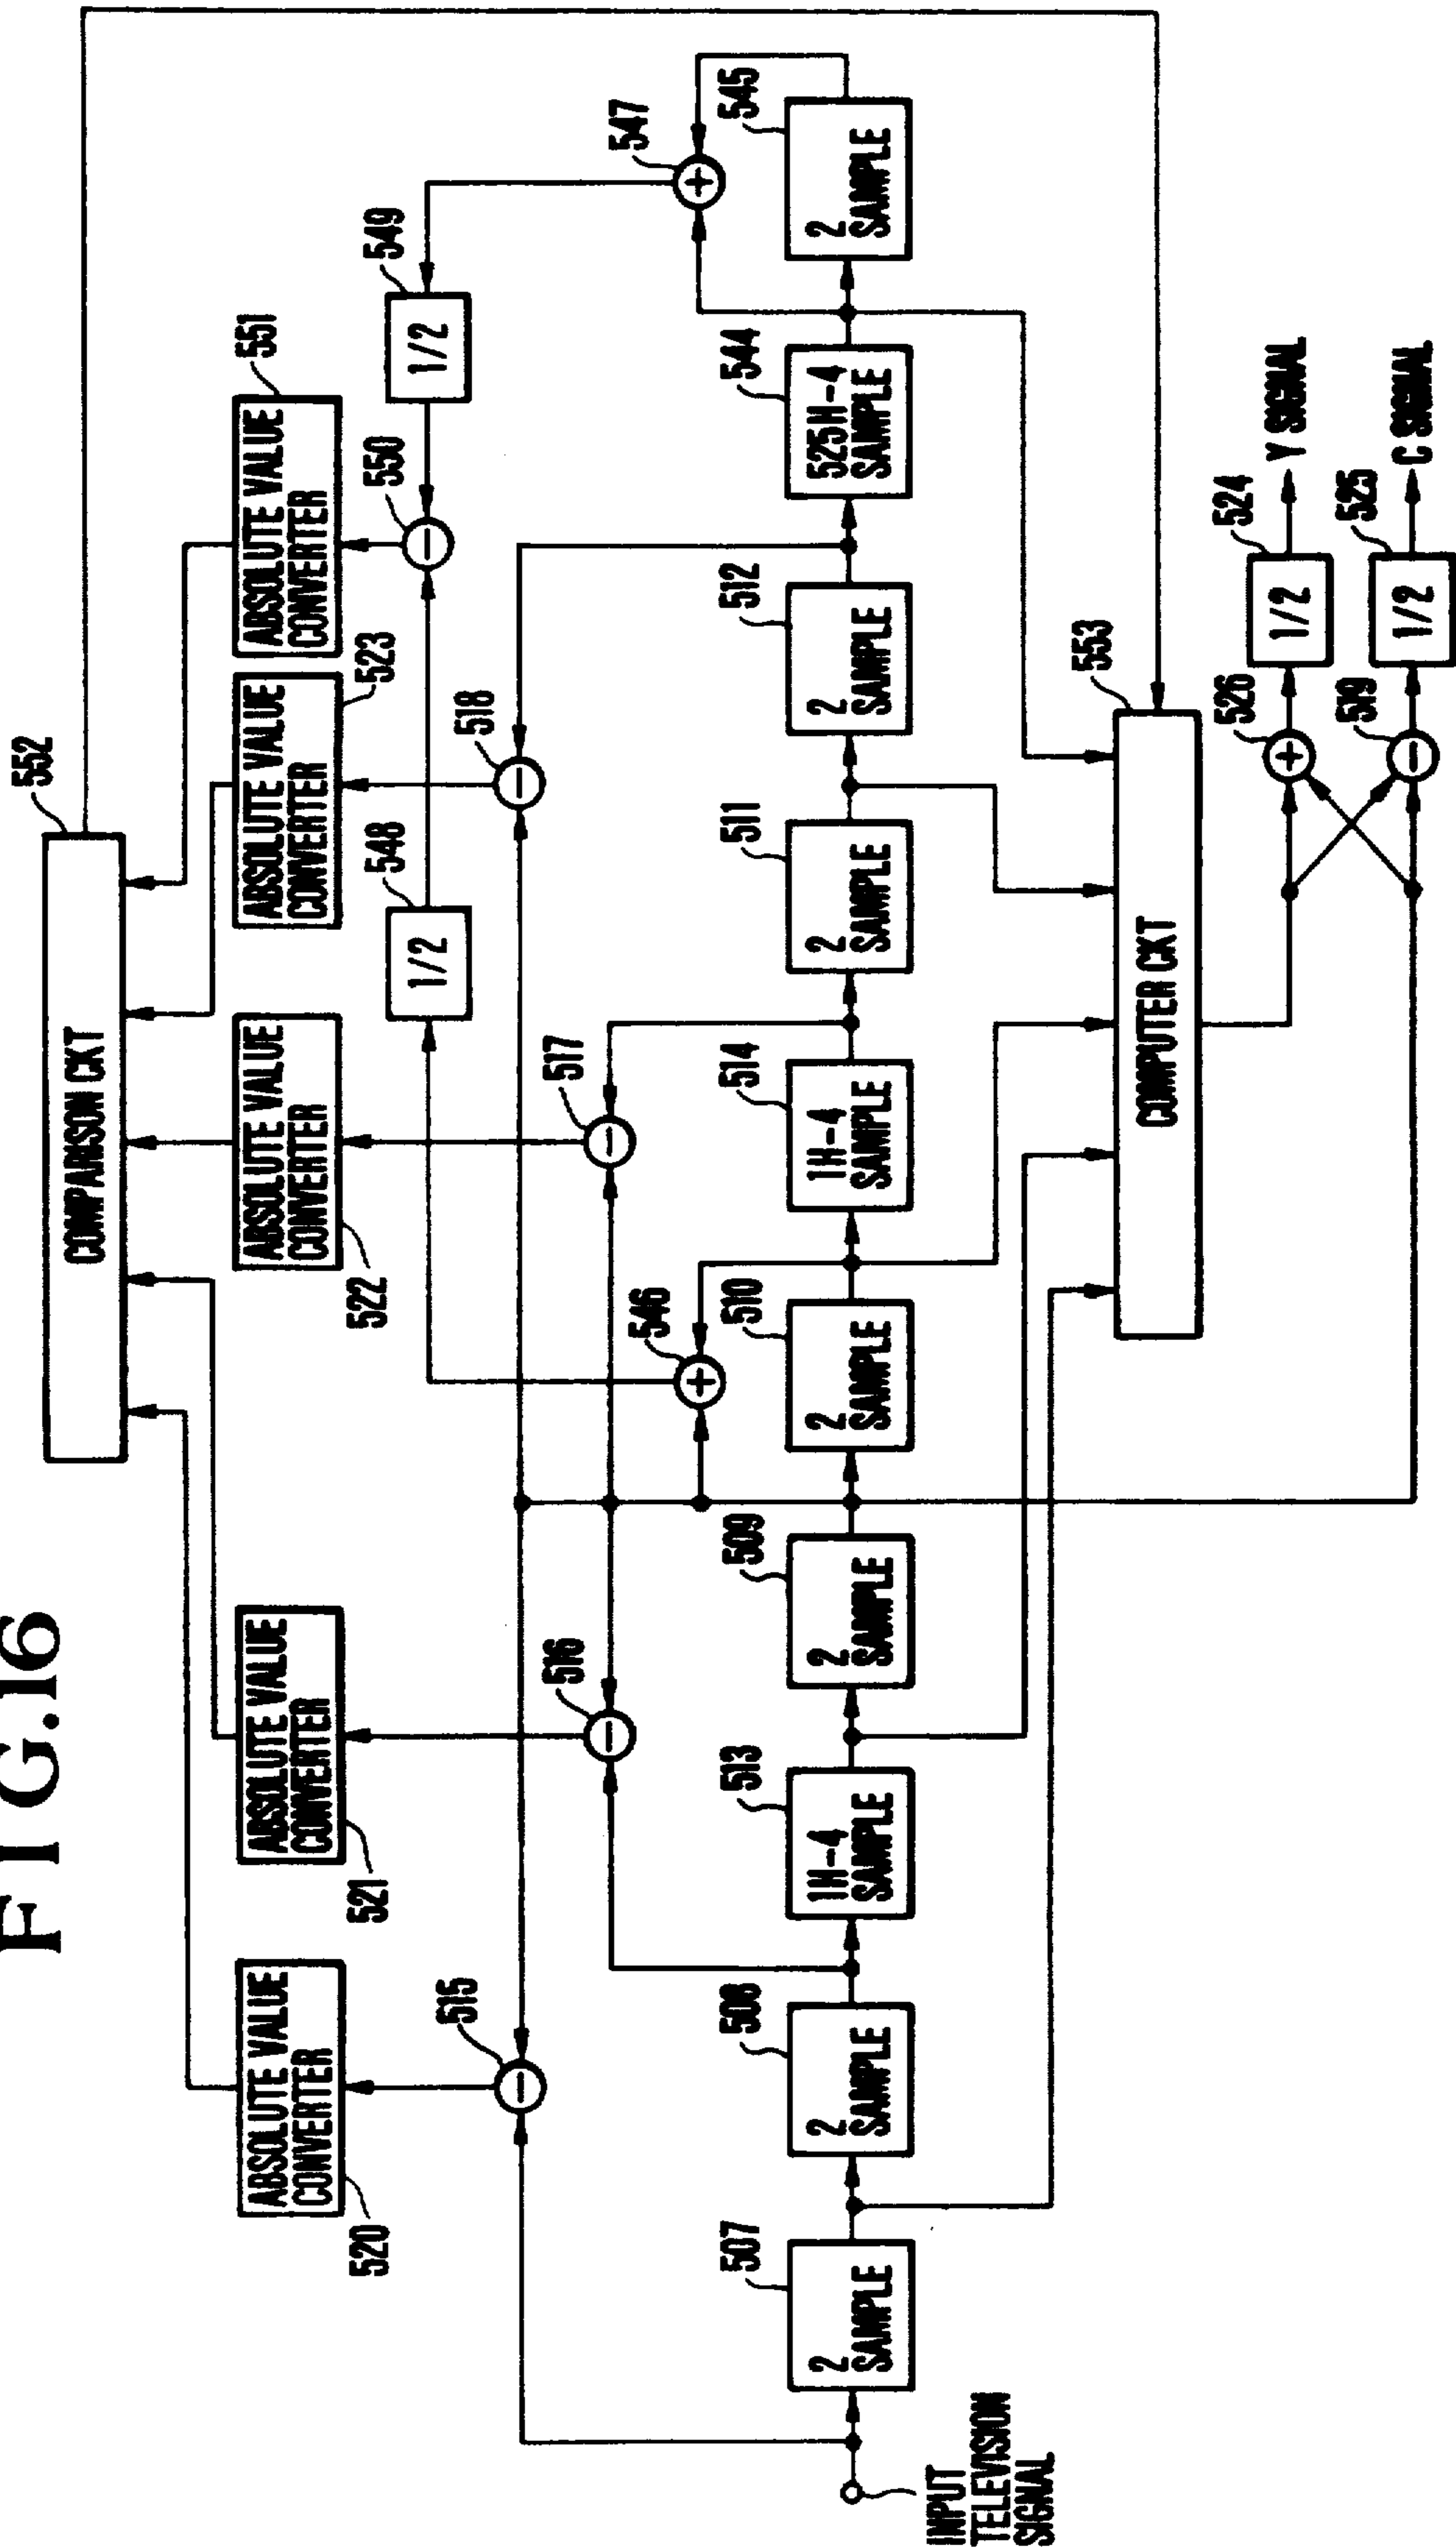 FIG.16
552
COMPARISON CKT
520
ABSOLUTE VALUE
CONVERTER
521
ABSOLUTE VALUE
CONVERTER
522
ABSOLUTE VALUE
CONVERTER
523
ABSOLUTE VALUE
CONVERTER
551
ABSOLUTE VALUE
CONVERTER
548
1/2
550
549
1/2
515
518
516
517
546
547
507
2
SAMPLE
508
2
SAMPLE
513
1H-4
SAMPLE
509
2
SAMPLE
510
2
SAMPLE
514
1H-4
SAMPLE
511
2
SAMPLE
512
2
SAMPLE
544
525H-4
SAMPLE
545
2
SAMPLE
INPUT
TELEVISION
SIGNAL
553
COMPUTER CKT
526
524
1/2
Y SIGNAL
519
525
1/2
C SIGNAL